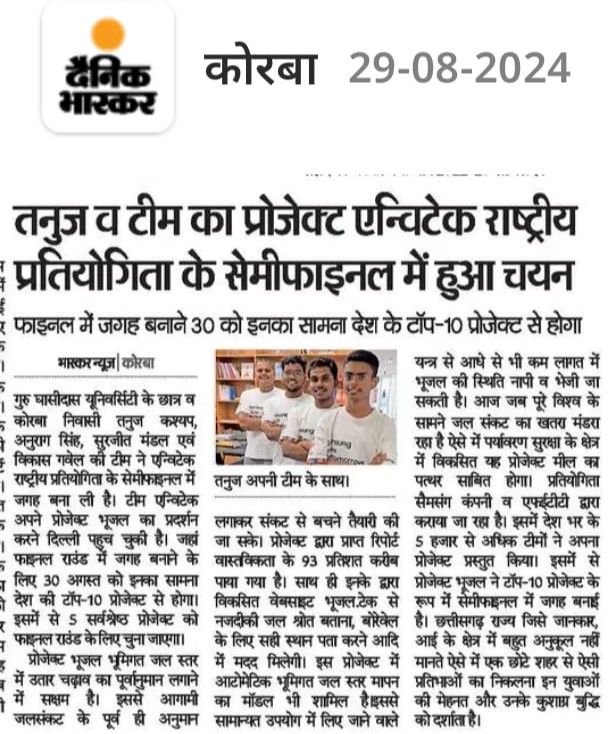 दैनिक
भास्कर
कोरबा 29-08-2024
तनुज व टीम का प्रोजेक्ट एन्विटेक राष्ट्रीय
प्रतियोगिता के सेमीफाइनल में हुआ चयन
फाइनल में जगह बनाने 30 को इनका सामना देश के टॉप-10 प्रोजेक्ट से होगा
भास्कर न्यूज|कोरबा
गुरु घासीदास यूनिवर्सिटी के छात्र व
कोरबा निवासी तनुज कश्यप,
अनुराग सिंह, सुरजीत मंडल एवं
विकास गवेल की टीम ने एन्विटेक
राष्ट्रीय प्रतियोगिता के सेमीफाइनल में
जगह बना ली है। टीम एन्विटेक
अपने प्रोजेक्ट भूजल का प्रदर्शन
करने दिल्ली पहुच चुकी है। जहां
फाइनल राउंड में जगह बनाने के
लिए 30 अगस्त को इनका सामना
देश की टॉप-10 प्रोजेक्ट से होगा।
इसमें से 5 सर्वश्रेष्ठ प्रोजेक्ट को
फाइनल राउंड के लिए चुना जाएगा।
प्रोजेक्ट भूजल भूमिगत जल स्तर
में उतार चढ़ाव का पूर्वानुमान लगाने
में सक्षम है। इससे आगामी
जलसंकट के पूर्व ही अनुमान
तनुज अपनी टीम के साथ।
लगाकर संकट से बचने तैयारी की
जा सके। प्रोजेक्ट द्वारा प्राप्त रिपोर्ट
वास्तविकता के 93 प्रतिशत करीब
पाया गया है। साथ ही इनके द्वारा
विकसित वेबसाइट भूजल.टेक से
नजदीकी जल श्रोत बताना, बोरवेल
के लिए सही स्थान पता करने आदि
में मदद मिलेगी। इस प्रोजेक्ट में
आटोमेटिक भूमिगत जल स्तर मापन
का मॉडल भी शामिल है।इससे
सामान्यत उपयोग में लिए जाने वाले
यन्त्र से आधे से भी कम लागत में
भूजल की स्थिति नापी व भेजी जा
सकती है। आज जब पूरे विश्व के
सामने जल संकट का खतरा मंडरा
रहा है ऐसे में पर्यावरण सुरक्षा के क्षेत्र
में विकसित यह प्रोजेक्ट मील का
पत्थर साबित होगा। प्रतियोगिता
सैमसंग कंपनी व एफईटीटी द्वारा
कराया जा रहा है। इसमें देश भर के
5 हजार से अधिक टीमों ने अपना
प्रोजेक्ट प्रस्तुत किया। इसमें से
प्रोजेक्ट भूजल ने टॉप-10 प्रोजेक्ट के
रूप में सेमीफाइनल में जगह बनाई
है। छत्तीसगढ़ राज्य जिसे जानकार,
आई के क्षेत्र में बहुत अनुकूल नहीं
मानते ऐसे में एक छोटे शहर से ऐसी
प्रतिभाओं का निकलना इन युवाओं
की मेहनत और उनके कुशाग्र बुद्धि
को दर्शाता है।